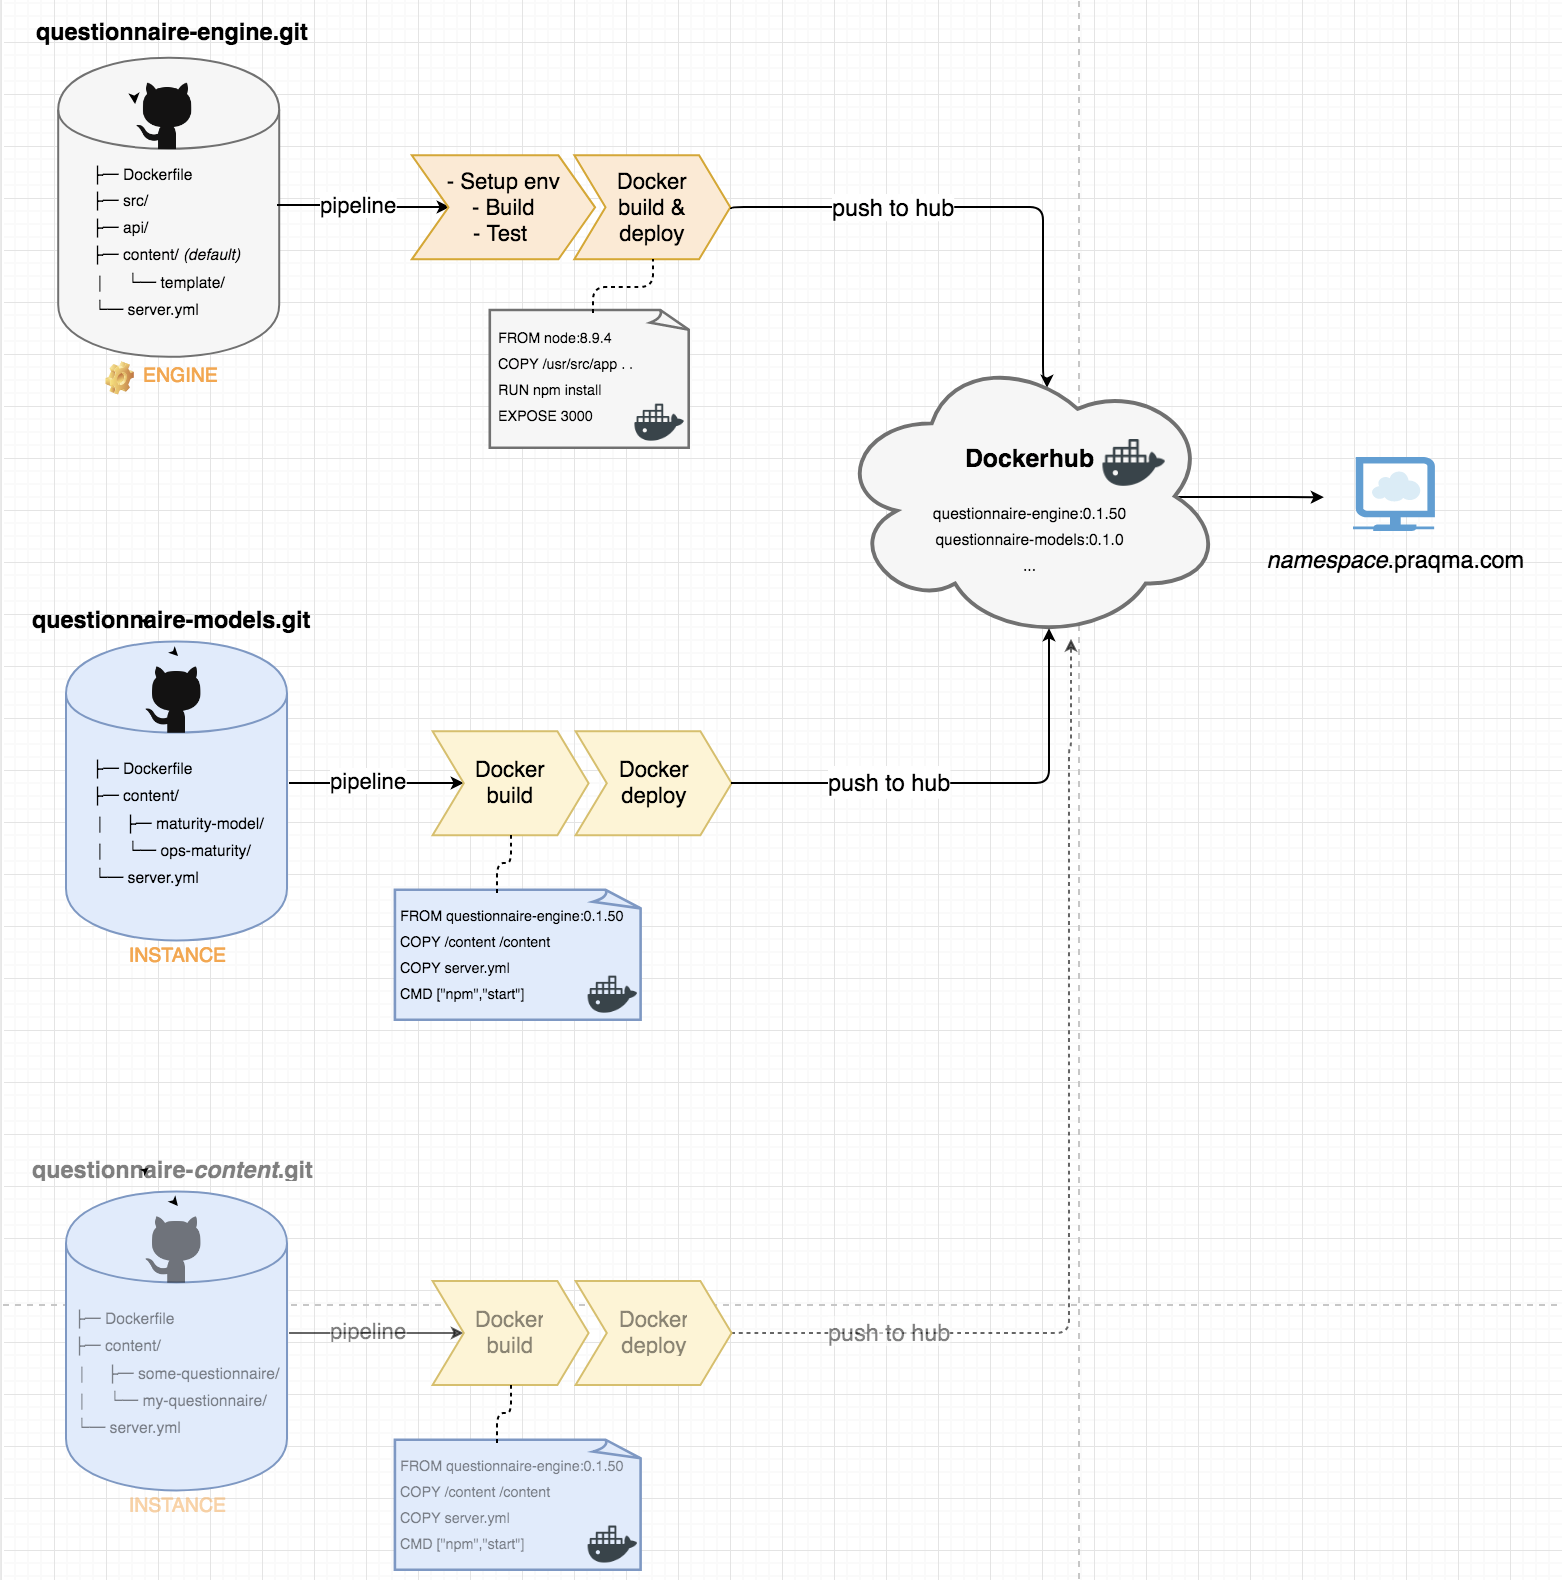 questionnaire-engine.git
Dockerfile
src/
api/
content/ (default)
template/
server.yml
ENGINE
pipeline
- Setup env
- Build
- Test
Docker
build &
deploy
push to hub
FROM node:8.9.4
COPY /usr/src/app . .
RUN npm install
EXPOSE 3000
Dockerhub
questionnaire-engine:0.1.50
questionnaire-models:0.1.0
...
namespace.praqma.com
questionnaire-models.git
Dockerfile
content/
maturity-model/
ops-maturity/
server.yml
INSTANCE
pipeline
Docker
build
Docker
deploy
push to hub
FROM questionnaire-engine:0.1.50
COPY /content /content
COPY server.yml
CMD ["npm","start"]
questionnaire-content.git
Dockerfile
content/
some-questionnaire/
my-questionnaire/
server.yml
INSTANCE
pipeline
Docker
build
Docker
deploy
push to hub
FROM questionnaire-engine:0.1.50
COPY /content /content
COPY server.yml
CMD ["npm","start"]